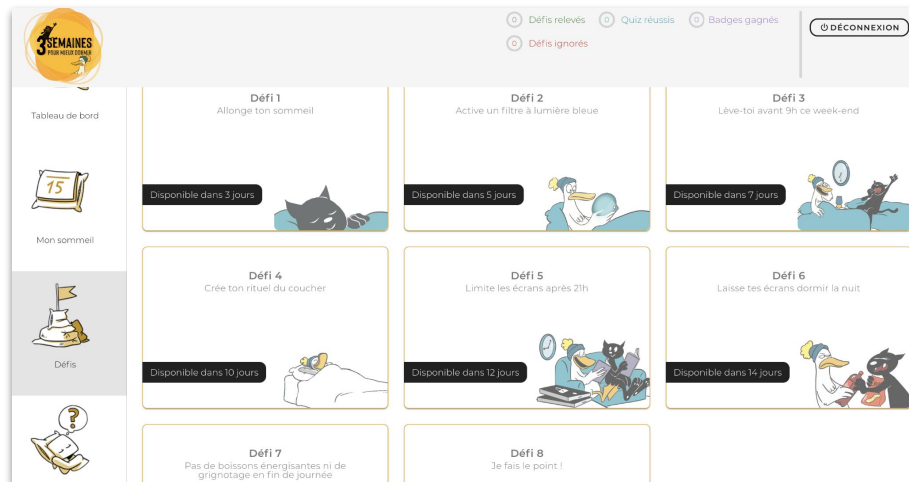 3 SEMAINES
POUR MIEUX DORMIR
0 Défis relevés
0 Quiz réussis
0 Badges gagnés
0 Défis ignorés
DÉCONNEXION
Tableau de bord
15
Mon sommeil
Défis
?
Défi 1
Allonge ton sommeil
Disponible dans 3 jours
Défi 2
Active un filtre à lumière bleue
Disponible dans 5 jours
Défi 3
Lève-toi avant 9h ce week-end
Disponible dans 7 jours
Défi 4
Crée ton rituel du coucher
Disponible dans 10 jours
Défi 5
Limite les écrans après 21h
Disponible dans 12 jours
Défi 6
Laisse tes écrans dormir la nuit
Disponible dans 14 jours
Défi 7
Pas de boissons énergisantes ni de
grignotage en fin de journée
Défi 8
Je fais le point !